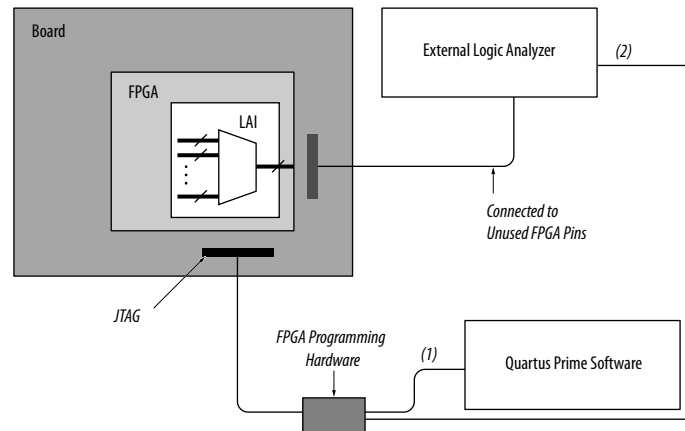 Board
External Logic Analyzer
(2)
FPGA
LAI
Connected to
Unused FPGA Pins
JTAG
FPGA Programming
Hardware
(1)
Quartus Prime Software